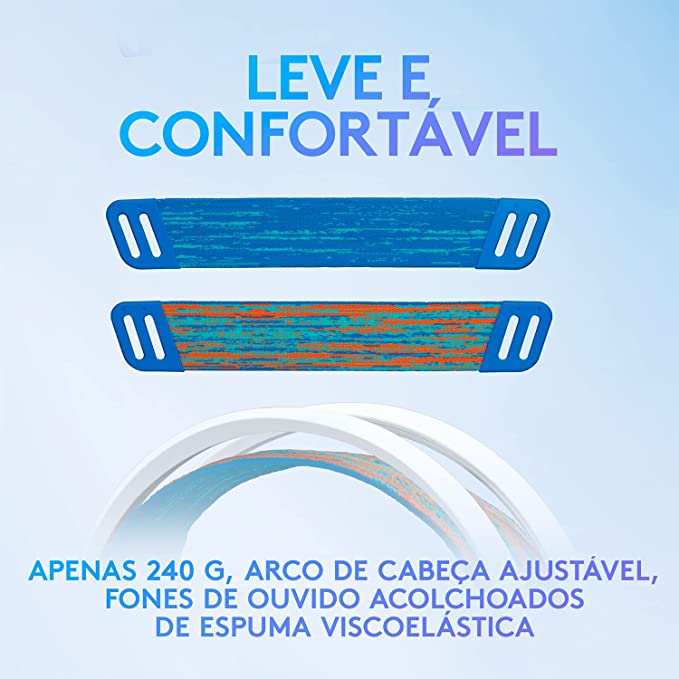 LEVE E
CONFORTÁVEL
APENAS 240 G, ARCO DE CABEÇA AJUSTÁVEL,
FONES DE OUVIDO ACOLCHOADOS
DE ESPUMA VISCOELÁSTICA